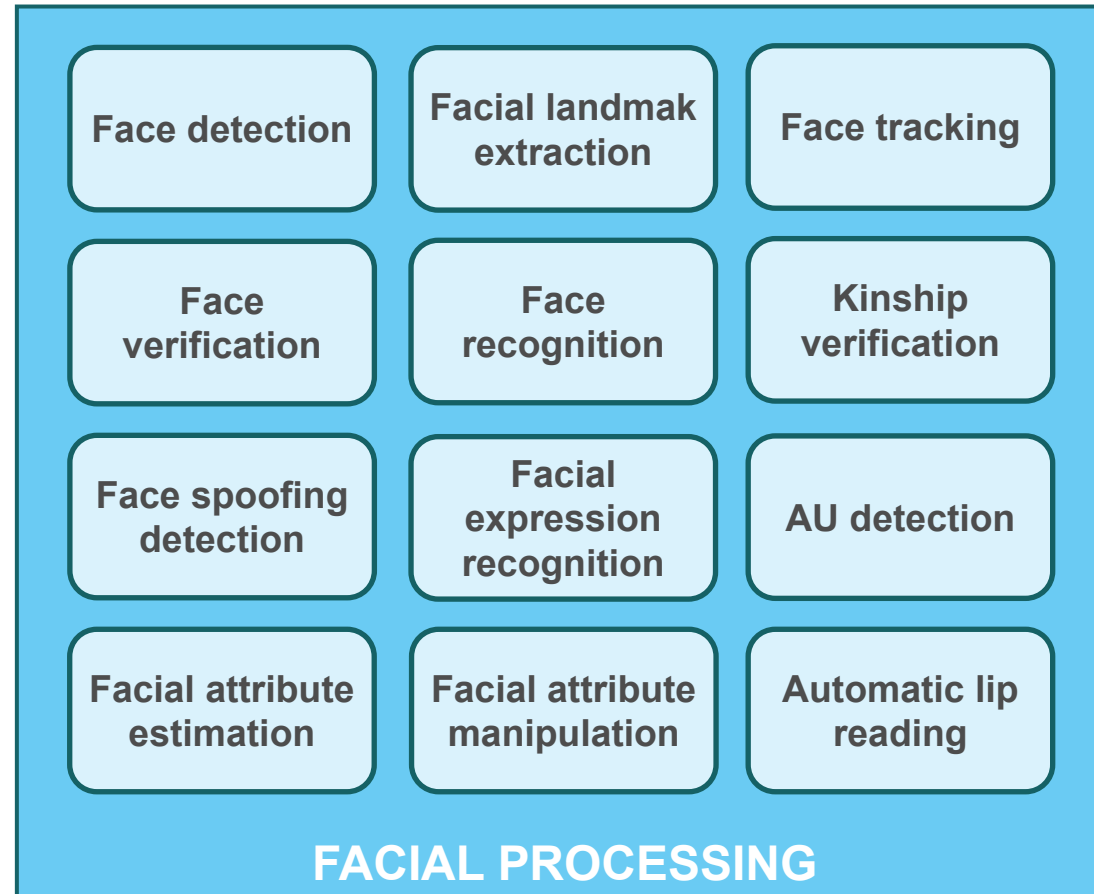 Face detection
Facial landmak
extraction
Face tracking
Face
verification
Face
recognition
Kinship
verification
Face spoofing
detection
Facial
expression
recognition
AU detection
Facial attribute
estimation
Facial attribute
manipulation
Automatic lip
reading
FACIAL PROCESSING